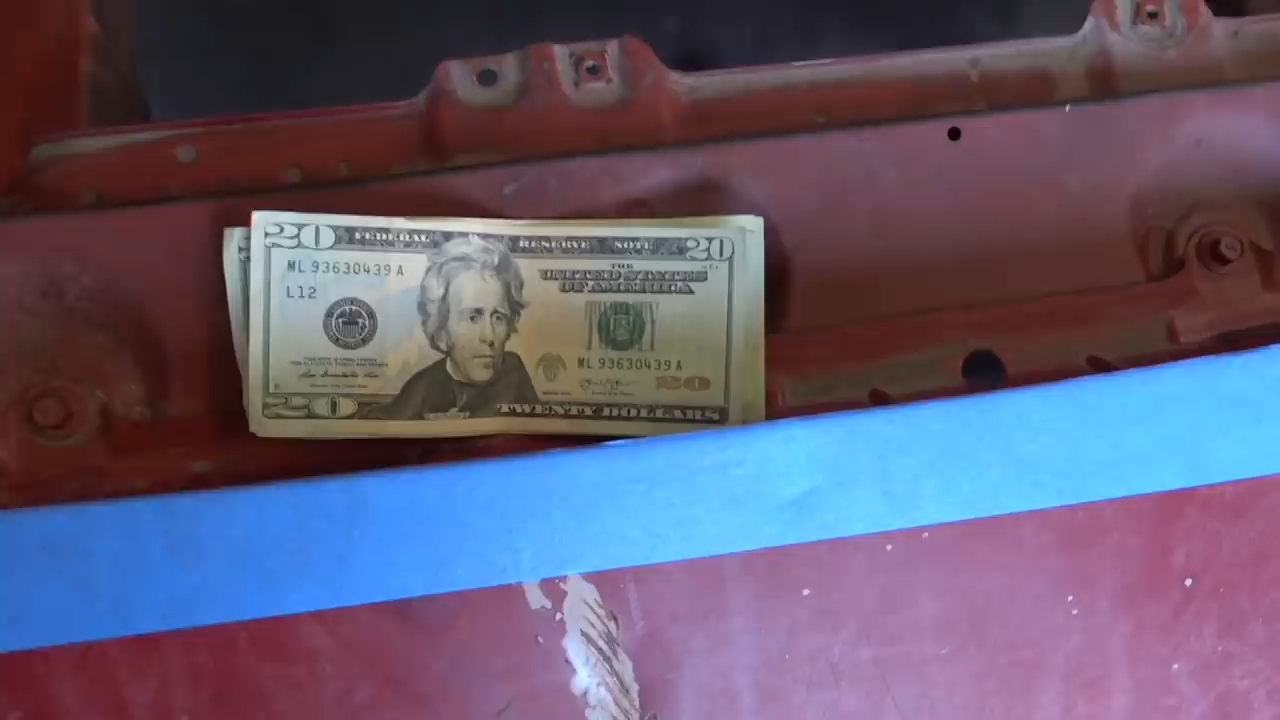 20 FEDERAL RESERVE NOTE 20
THE
UNITED STATES
OF AMERICA
ML 93630439 A
L12
ML 93630439 A
20
20 TWENTY DOLLARS